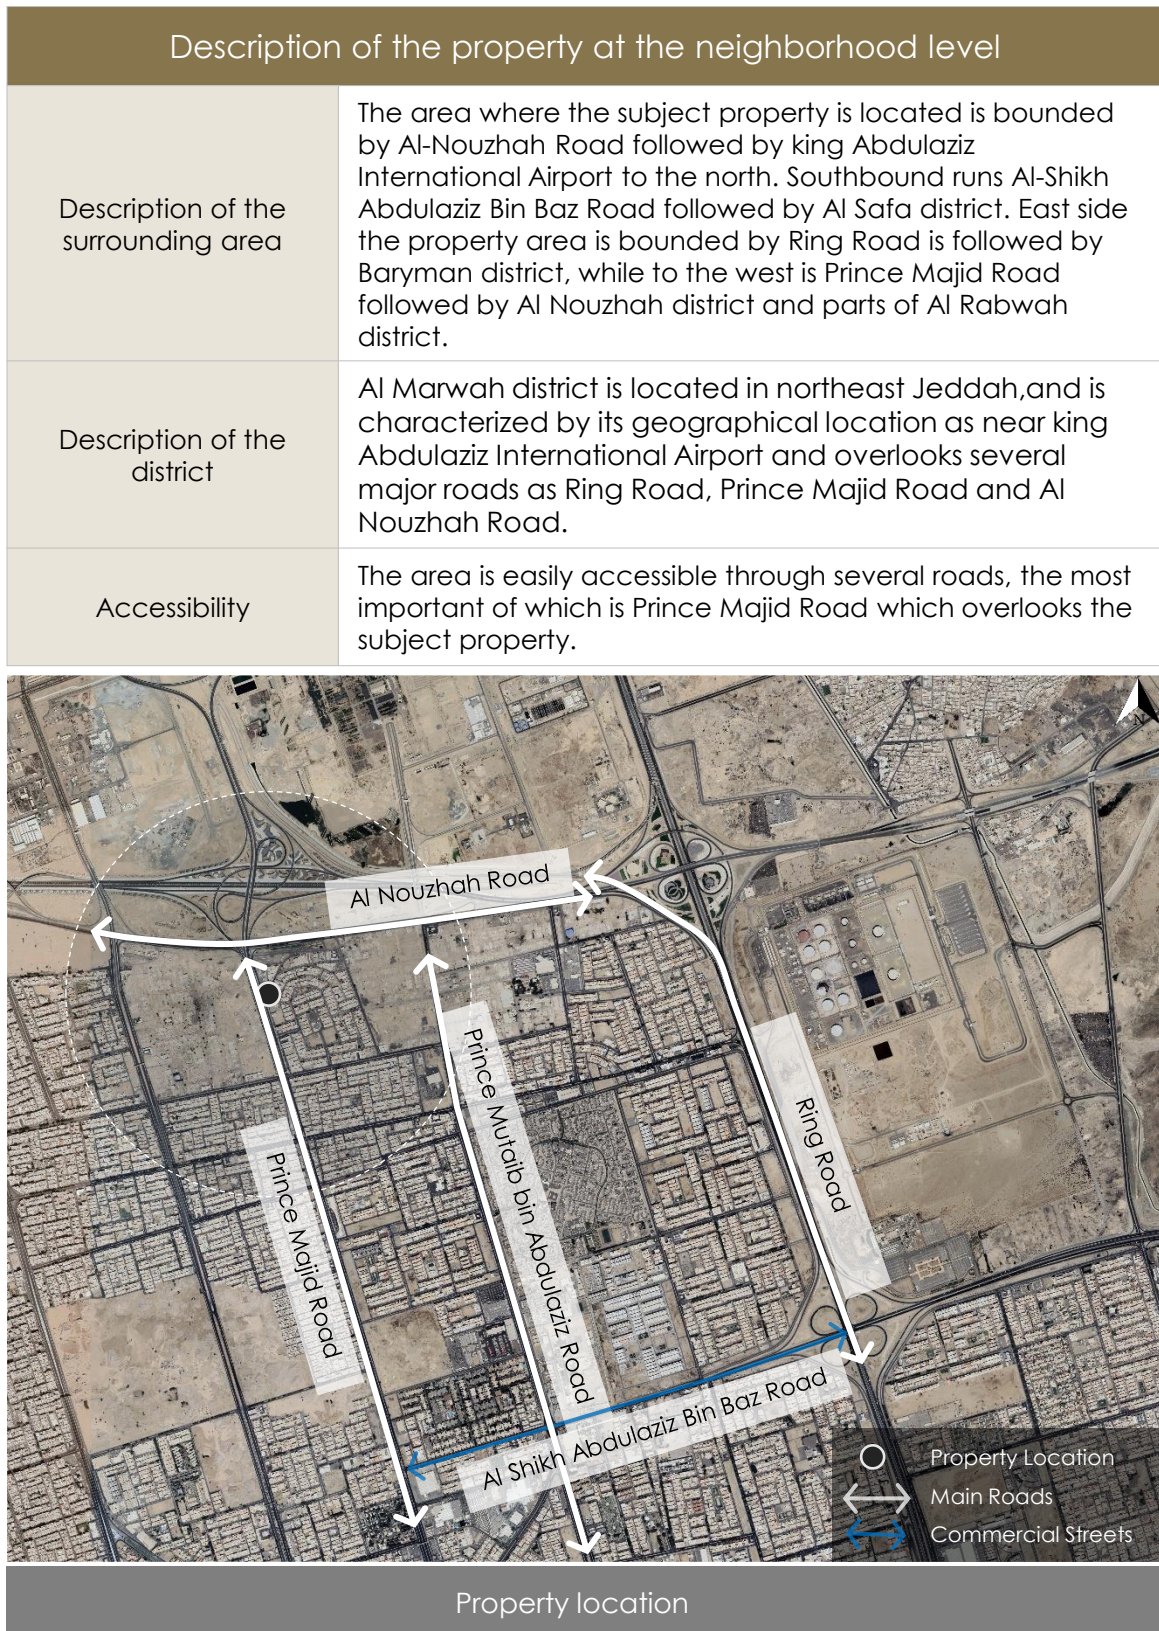 Description of the property at the neighborhood level
Description of the
surrounding area
The area where the subject property is located is bounded
by Al-Nouzhah Road followed by king Abdulaziz
International Airport to the north. Southbound runs Al-Shikh
Abdulaziz Bin Baz Road followed by Al Safa district. East side
the property area is bounded by Ring Road is followed by
Baryman district, while to the west is Prince Majid Road
followed by Al Nouzhah district and parts of Al Rabwah
district.
Description of the
district
Al Marwah district is located in northeast Jeddah,and is
characterized by its geographical location as near king
Abdulaziz International Airport and overlooks several
major roads as Ring Road, Prince Majid Road and Al
Nouzhah Road.
Accessibility
The area is easily accessible through several roads, the most
important of which is Prince Majid Road which overlooks the
subject property.
N
Al Nouzhah Road
Prince Mutaib bin Abdulaziz Road
Ring Road
Prince Majid Road
Al Shikh Abdulaziz Bin Baz Road
Property Location
Main Roads
Commercial Streets
Property location